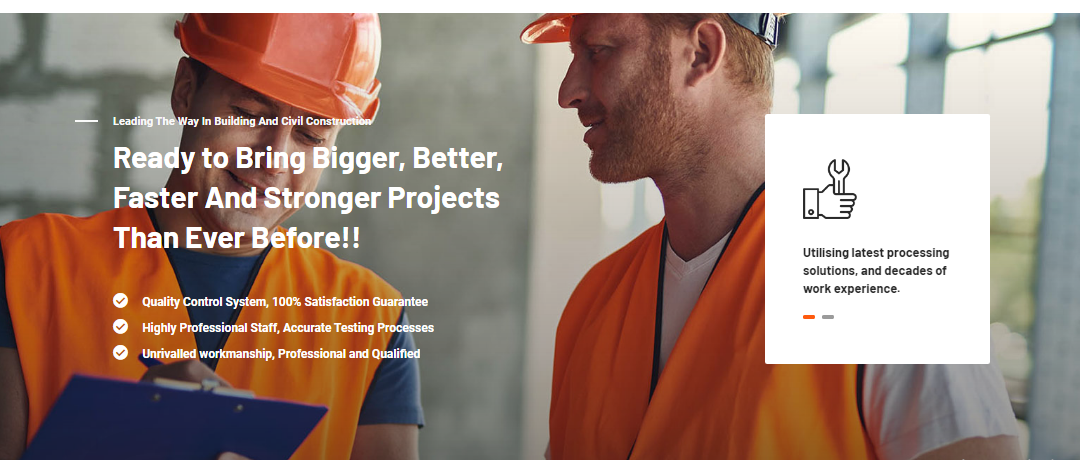 Leading The Way In Building And Civil Construction
Ready to Bring Bigger, Better,
Faster And Stronger Projects
Than Ever Before!!
Quality Control System, 100% Satisfaction Guarantee
Highly Professional Staff, Accurate Testing Processes
Unrivalled workmanship, Professional and Qualified
Utilising latest processing
solutions, and decades of
work experience.